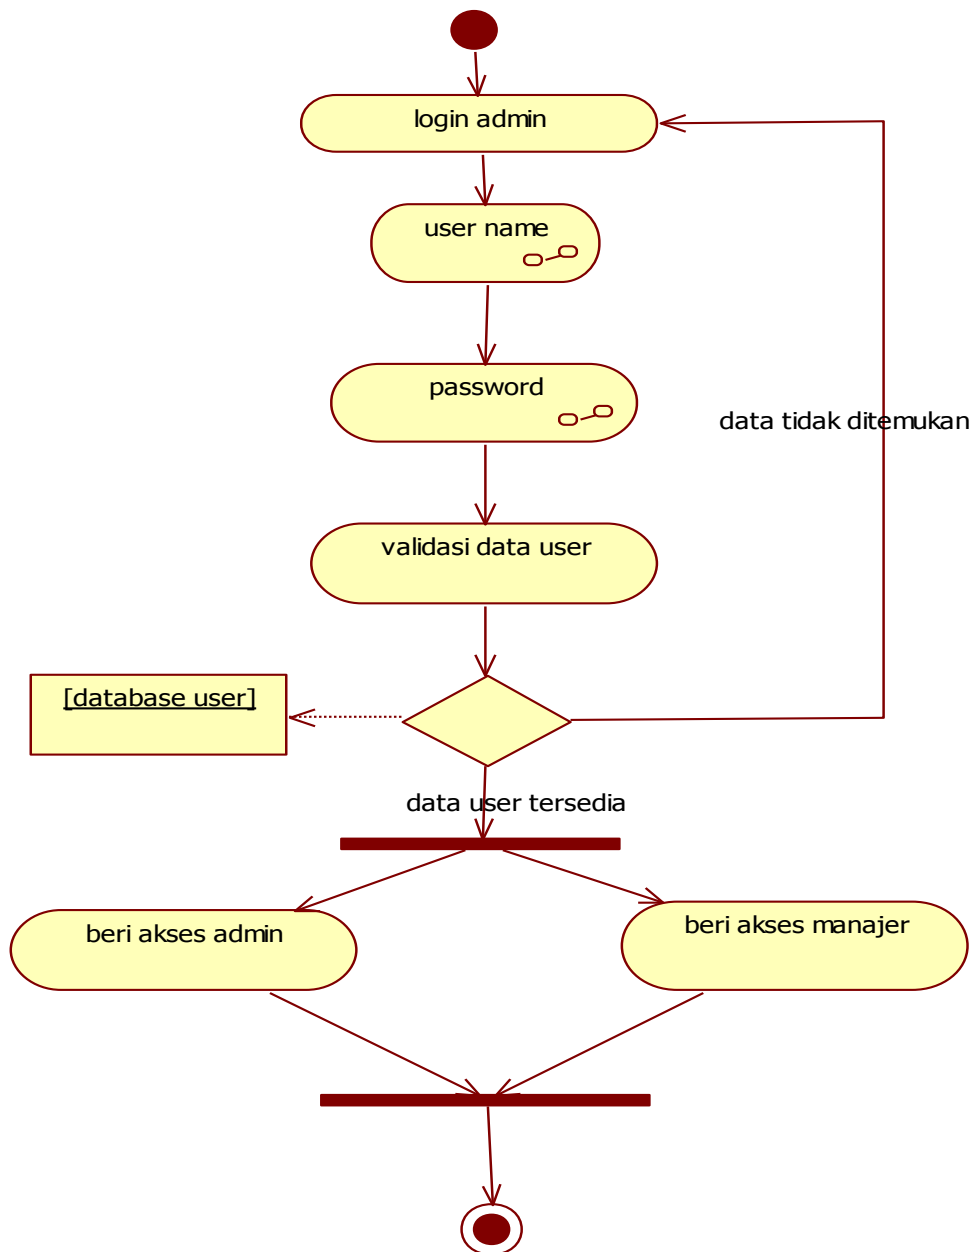 login admin
user name
password
data tidak ditemukan
validasi data user
[database user]
data user tersedia
beri akses admin
beri akses manajer